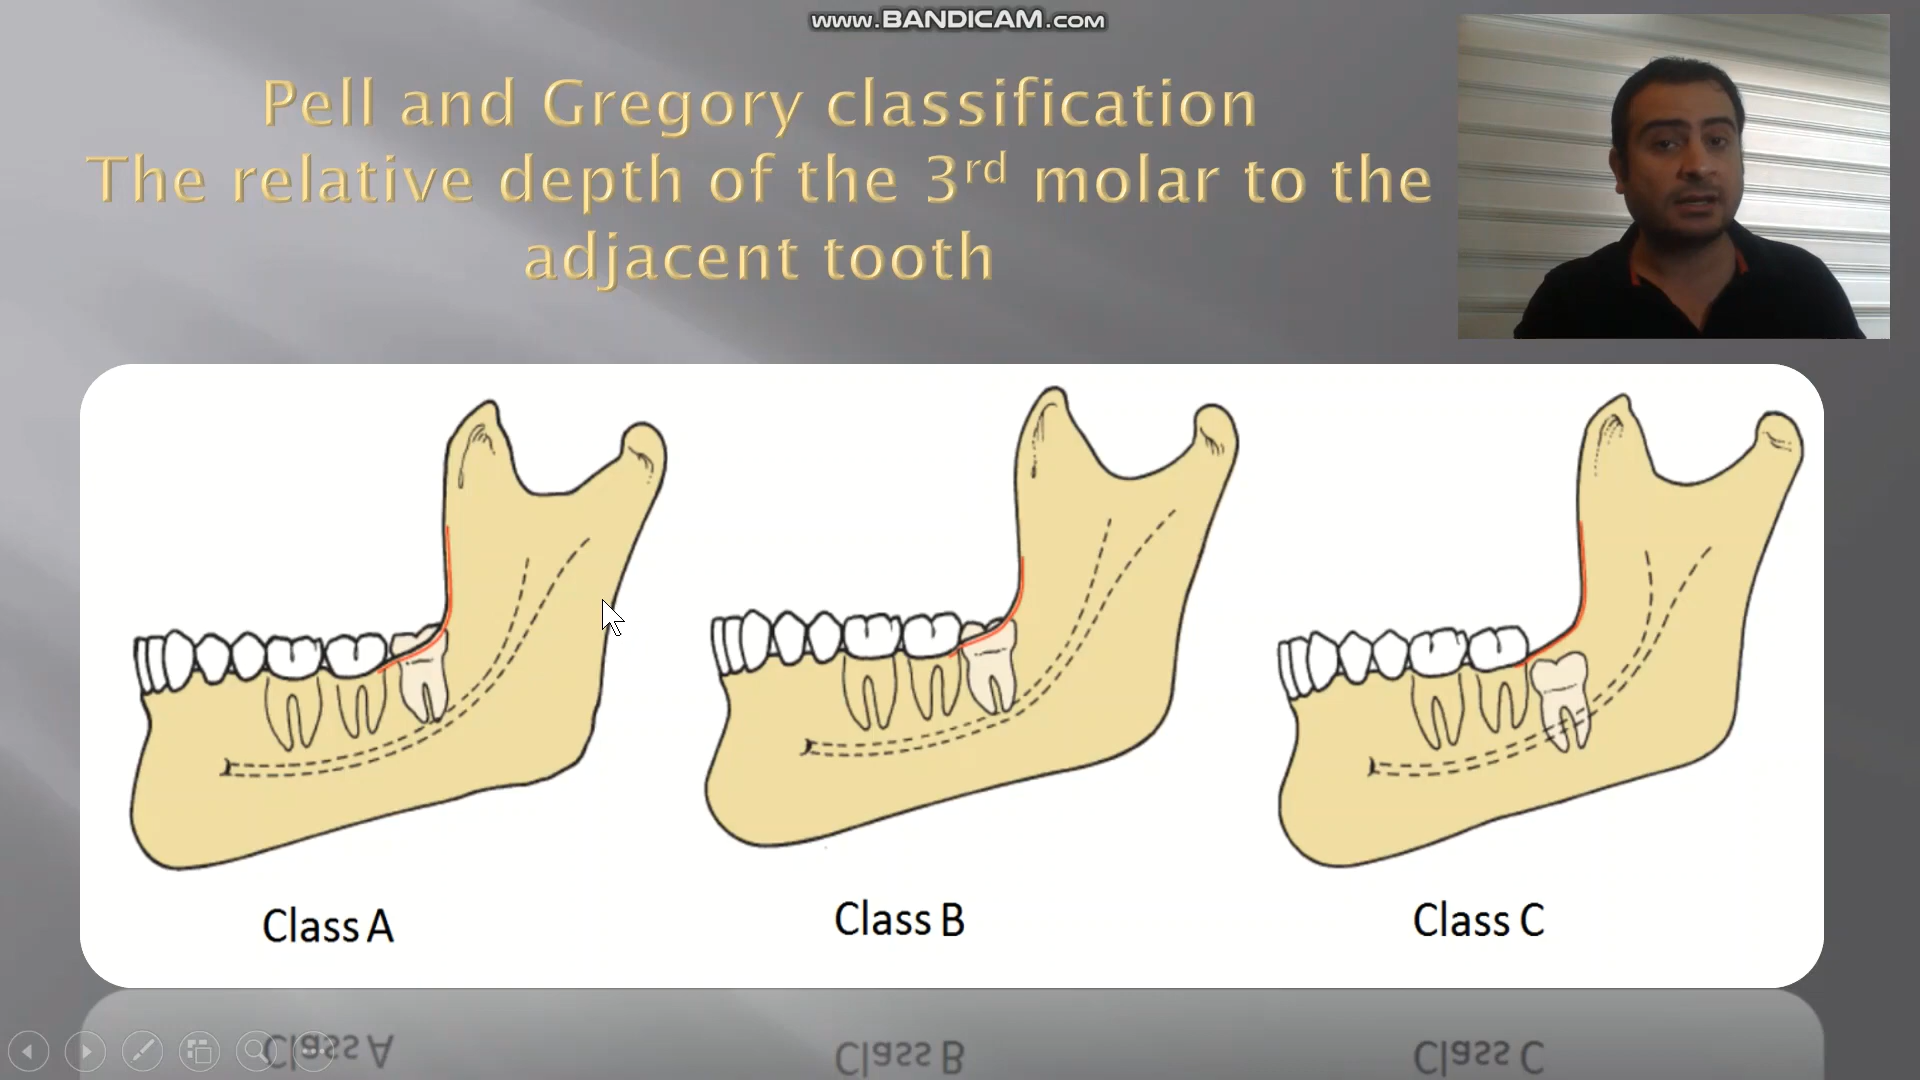 www.BANDICAM.com
Pell and Gregory classification
The relative depth of the 3rd molar to the
adjacent tooth
Class A
Class B
Class C